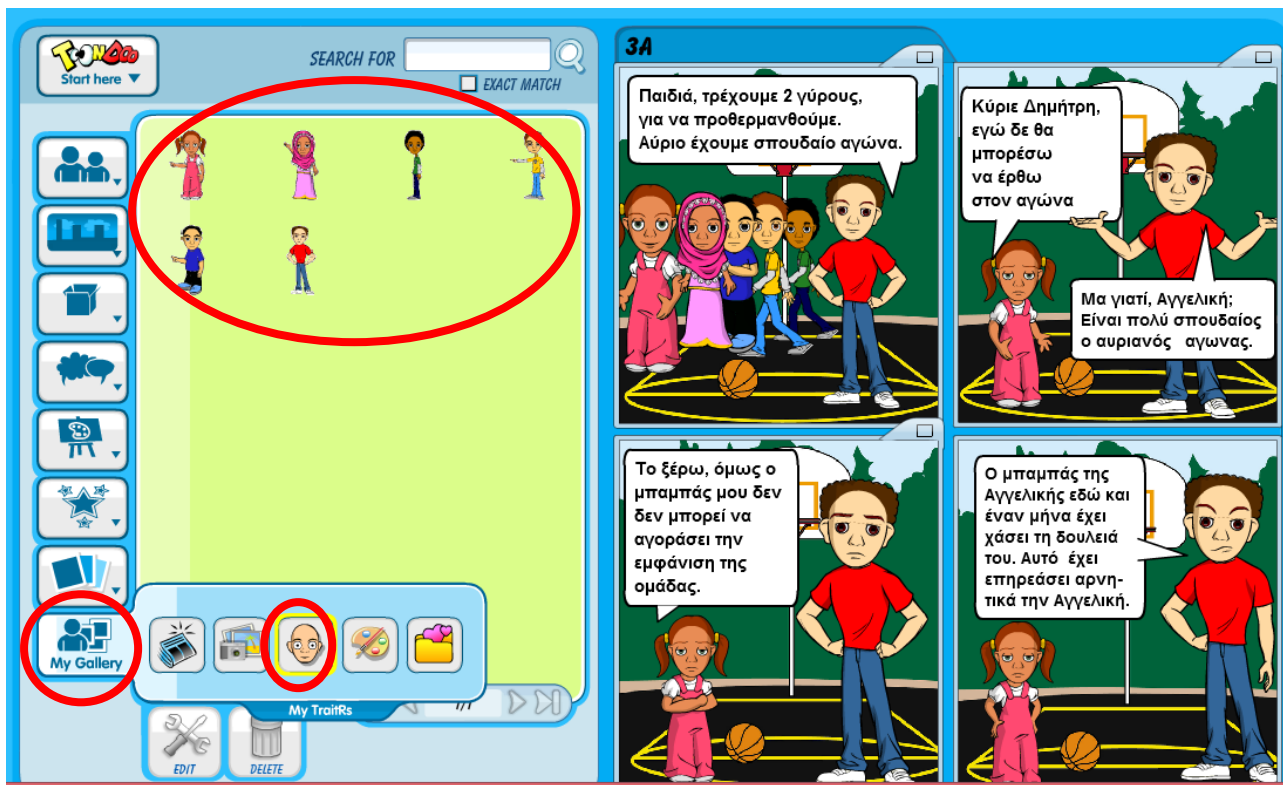 TOONDOO
Start here
SEARCH FOR
EXACT MATCH
My Gallery
My TraitRs
1/1
EDIT
DELETE
3A
Παιδιά, τρέχουμε 2 γύρους,
για να προθερμανθούμε.
Αύριο έχουμε σπουδαίο αγώνα.
Κύριε Δημήτρη,
εγώ δε θα
μπορέσω
να έρθω
στον αγώνα
Μα γιατί, Αγγελική;
Είναι πολύ σπουδαίος
ο αυριανός αγωνας.
Το ξέρω, όμως ο
μπαμπάς μου δεν
δεν μπορεί να
αγοράσει την
εμφάνιση της
ομάδας.
Ο μπαμπάς της
Αγγελικής εδώ και
έναν μήνα έχει
χάσει τη δουλειά
του. Αυτό έχει
επηρεάσει αρνη-
τικά την Αγγελική.